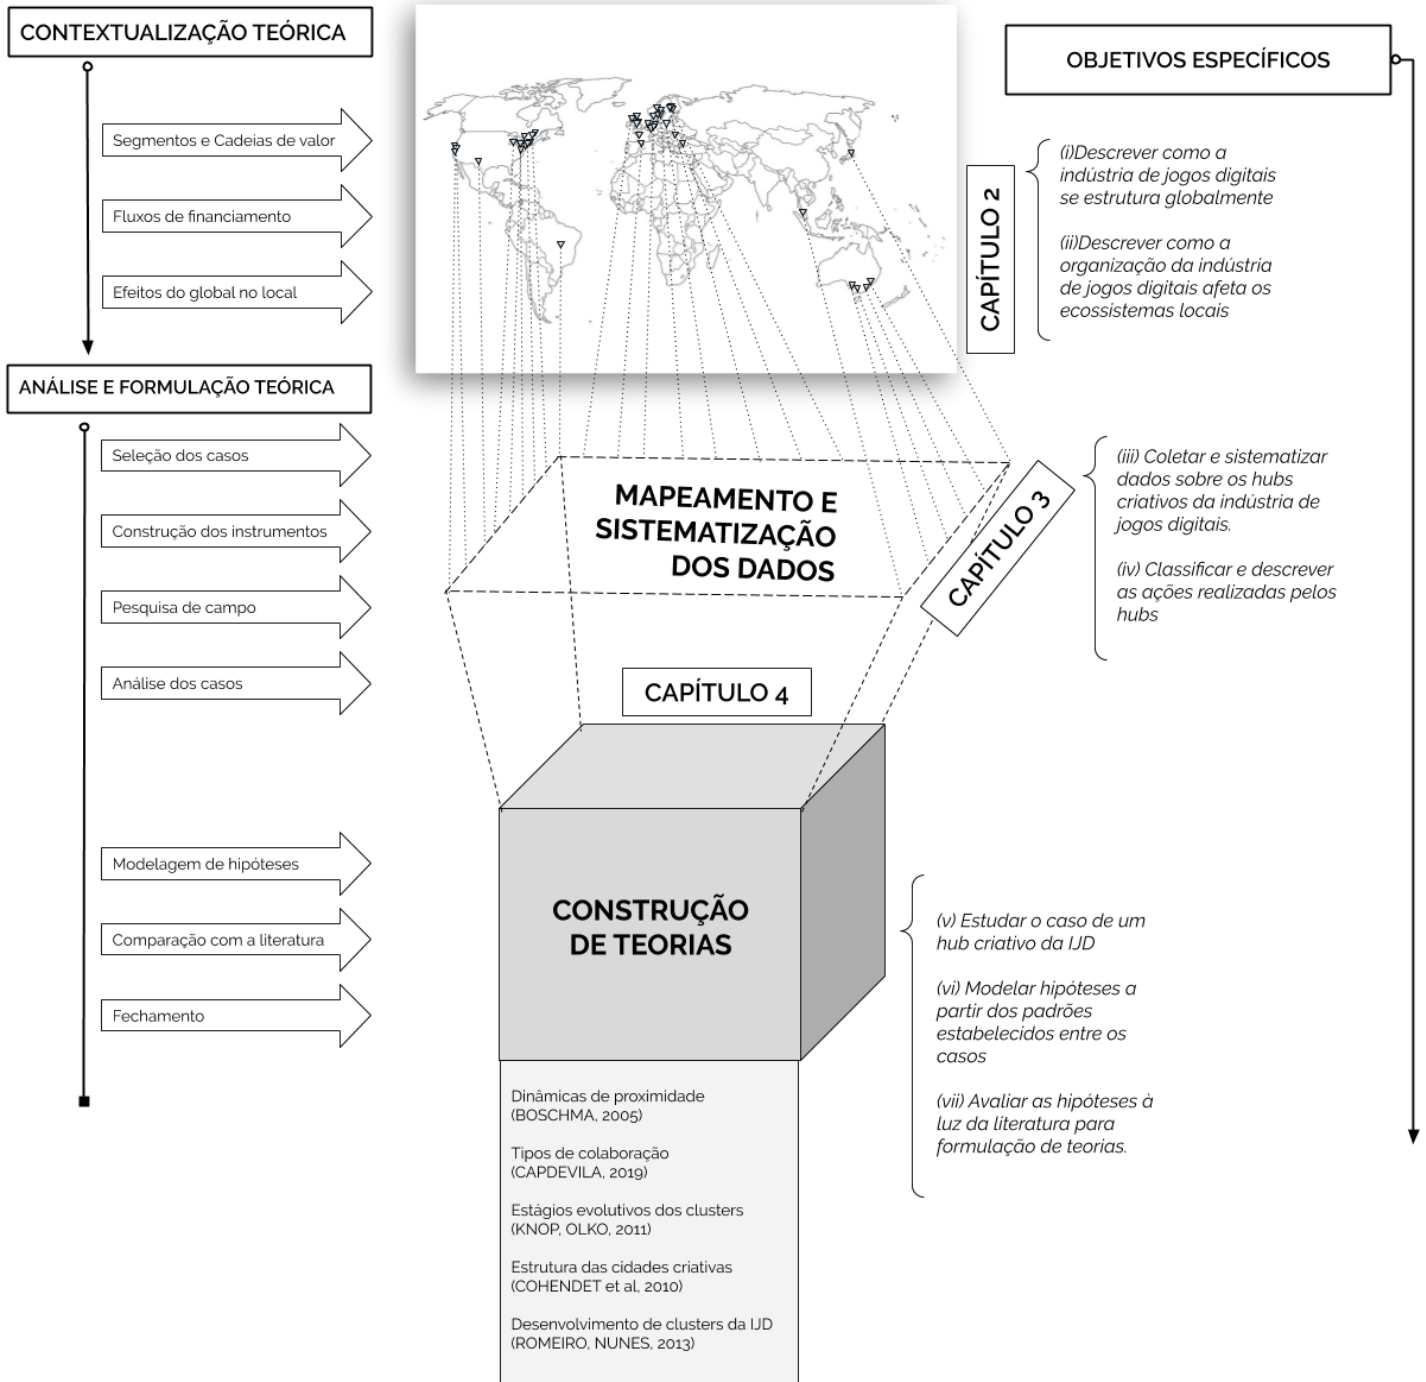 CONTEXTUALIZAÇÃO TEÓRICA
Segmentos e Cadeias de valor
Fluxos de financiamento
Efeitos do global no local
ANÁLISE E FORMULAÇÃO TEÓRICA
Seleção dos casos
Construção dos instrumentos
Pesquisa de campo
Análise dos casos
Modelagem de hipóteses
Comparação com a literatura
Fechamento
MAPEAMENTO E
SISTEMATIZAÇÃO
DOS DADOS
CAPÍTULO 4
CONSTRUÇÃO
DE TEORIAS
Dinâmicas de proximidade
(BOSCHMA, 2005)
Tipos de colaboração
(CAPDEVILA, 2019)
Estágios evolutivos dos clusters
(KNOP, OLKO, 2011)
Estrutura das cidades criativas
(COHENDET et al, 2010)
Desenvolvimento de clusters da IJD
(ROMEIRO, NUNES, 2013)
OBJETIVOS ESPECÍFICOS
CAPÍTULO 2
(i)Descrever como a
indústria de jogos digitais
se estrutura globalmente
(ii)Descrever como a
organização da indústria
de jogos digitais afeta os
ecossistemas locais
CAPÍTULO 3
(iii) Coletar e sistematizar
dados sobre os hubs
criativos da indústria de
jogos digitais.
(iv) Classificar e descrever
as ações realizadas pelos
hubs
(v) Estudar o caso de um
hub criativo da IJD
(vi) Modelar hipóteses a
partir dos padrões
estabelecidos entre os
casos
(vii) Avaliar as hipóteses à
luz da literatura para
formulação de teorias.